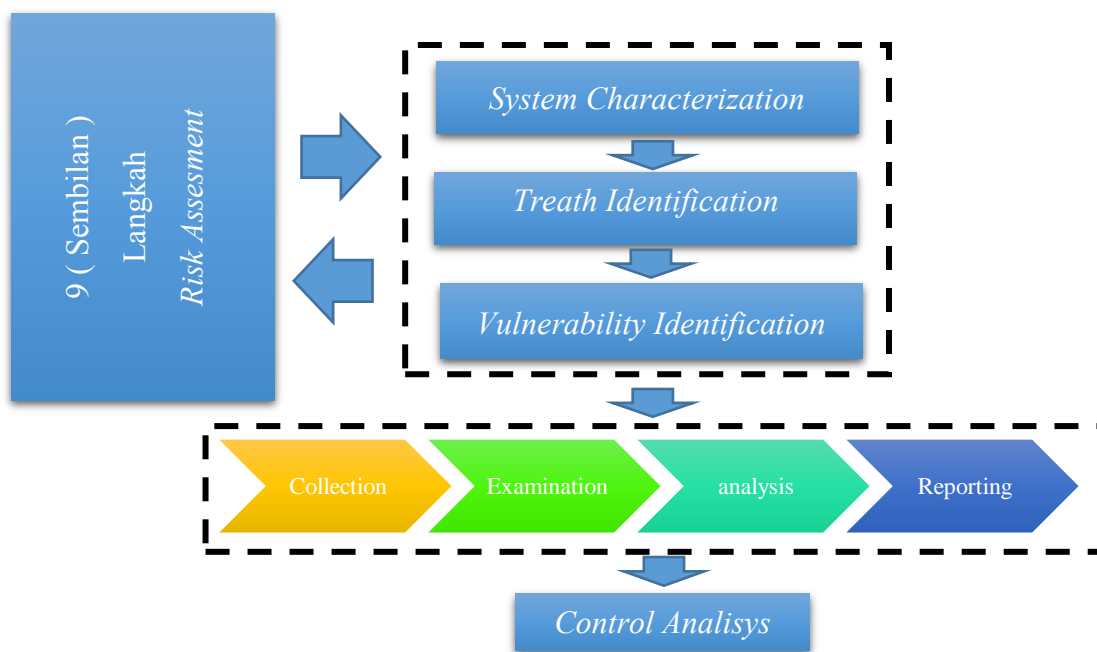 9 ( Sembilan )
Langkah
Risk Assesment
System Characterization
Treath Identification
Vulnerability Identification
Collection
Examination
analysis
Reporting
Control Analisys